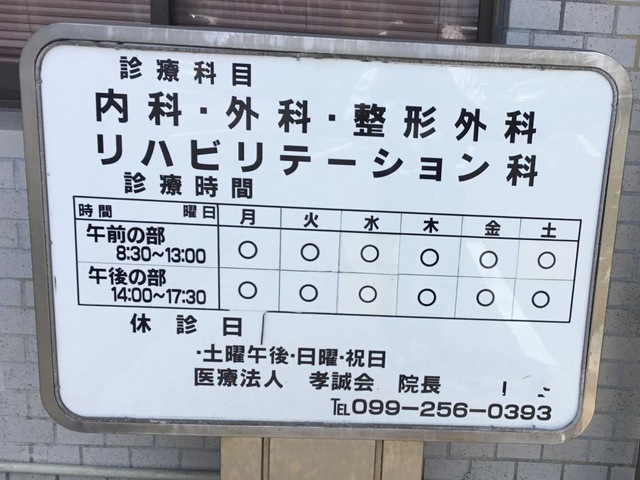 診療科目
内科・外科・整形外科
リハビリテーション科
診療時間
時間 曜日 月 火 水 木 金 土
午前の部 8:30~13:00 ○ ○ ○ ○ ○ ○
午後の部 14:00~17:30 ○ ○ ○ ○ ○ ○
休診日
・土曜午後・日曜・祝日
医療法人 孝誠会 院長
TEL099-256-0393